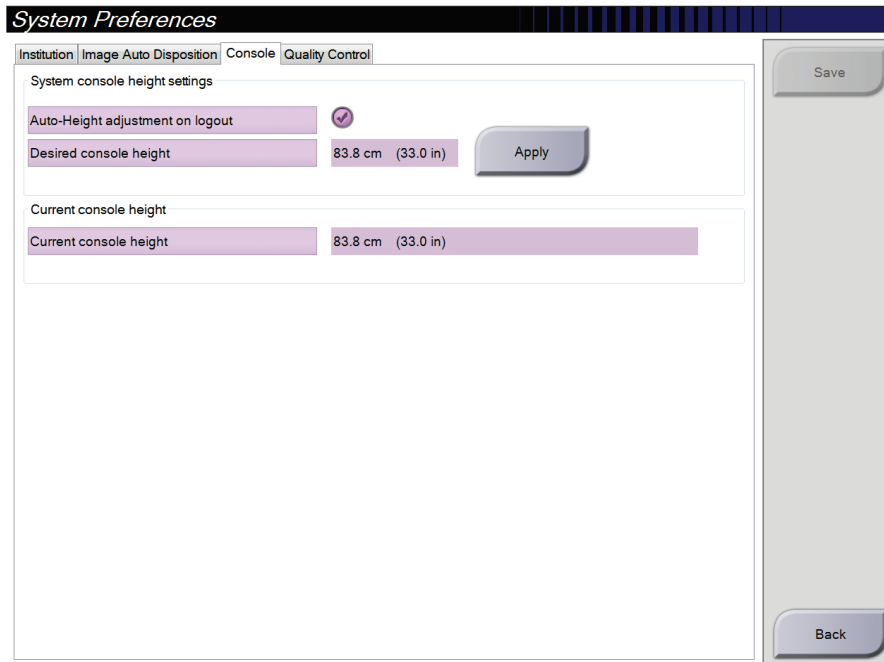 System Preferences
Institution Image Auto Disposition Console Quality Control
Save
System console height settings
Auto-Height adjustment on logout
Desired console height 83.8 cm (33.0 in) Apply
Current console height
Current console height 83.8 cm (33.0 in)
Back